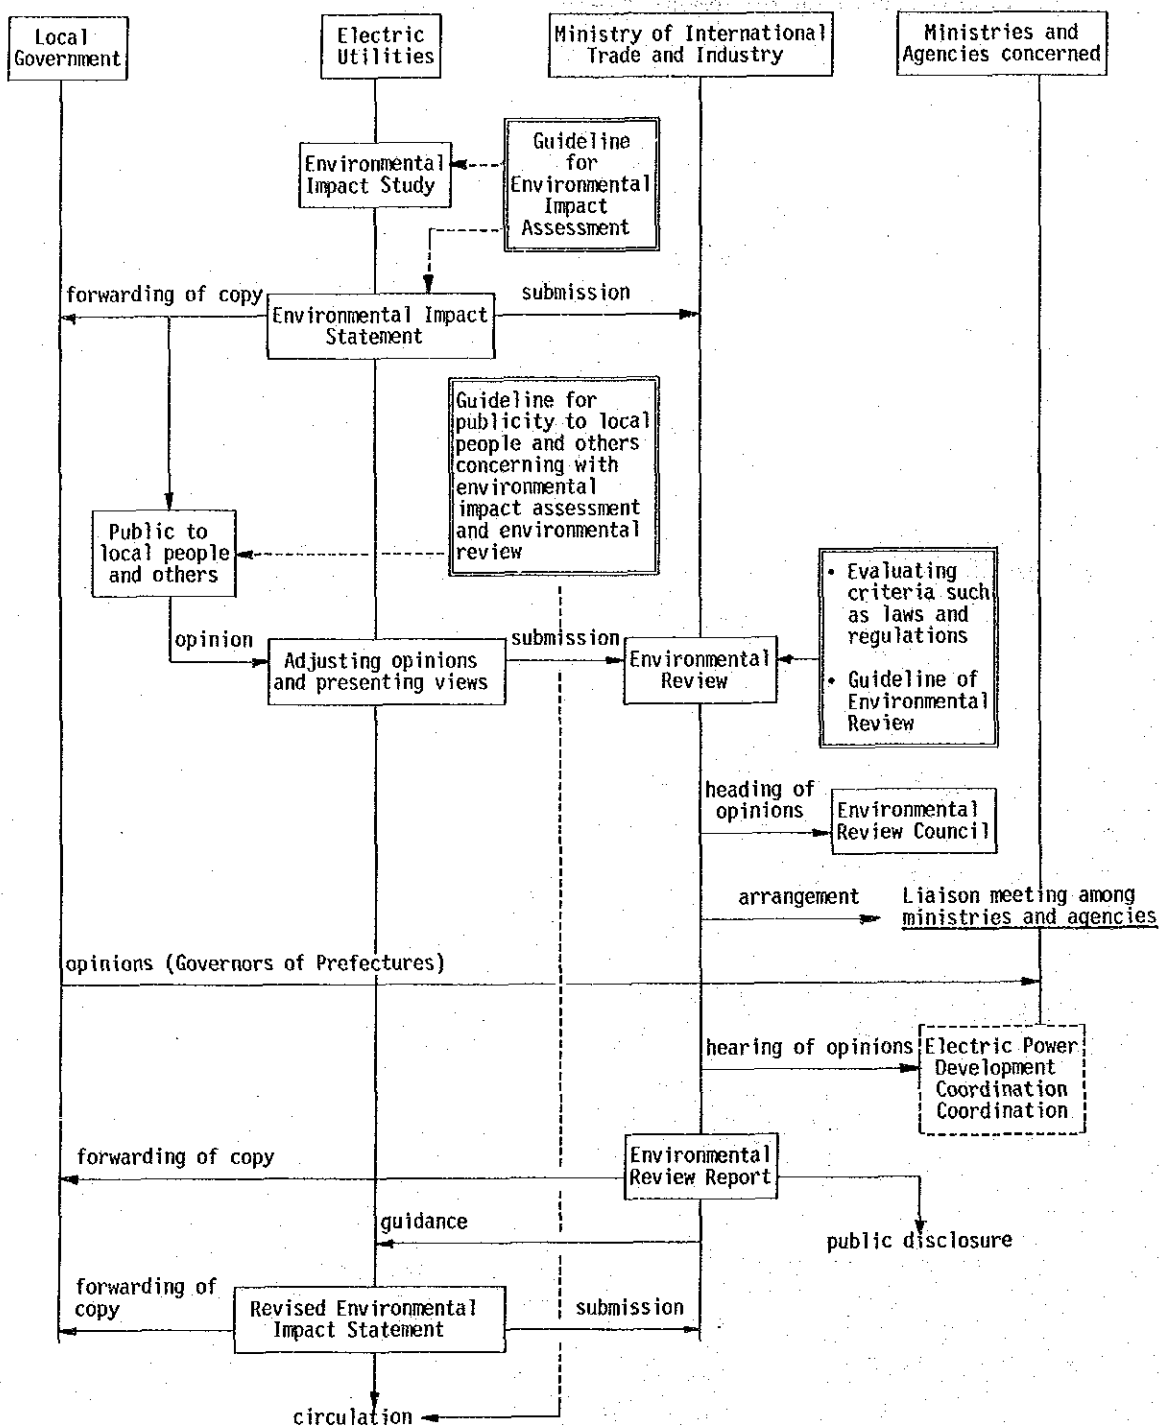 Local
Government
Electric
Utilities
Ministry of International
Trade and Industry
Ministries and
Agencies concerned
Environmental
Impact Study
Guideline
for
Environmental
Impact
Assessment
forwarding of copy
Environmental Impact
Statement
submission
Guideline for
publicity to local
people and others
concerning with
environmental
impact assessment
and environmental
review
Public to
local people
and others
• Evaluating
criteria such
as laws and
regulations
• Guideline of
Environmental
Review
opinion
Adjusting opinions
and presenting views
submission
Environmental
Review
heading of
opinions
Environmental
Review Council
arrangement
Liaison meeting among
ministries and agencies
opinions (Governors of Prefectures)
hearing of opinions
Electric Power
Development
Coordination
Coordination
forwarding of copy
Environmental
Review Report
public disclosure
guidance
forwarding of
copy
Revised Environmental
Impact Statement
submission
circulation